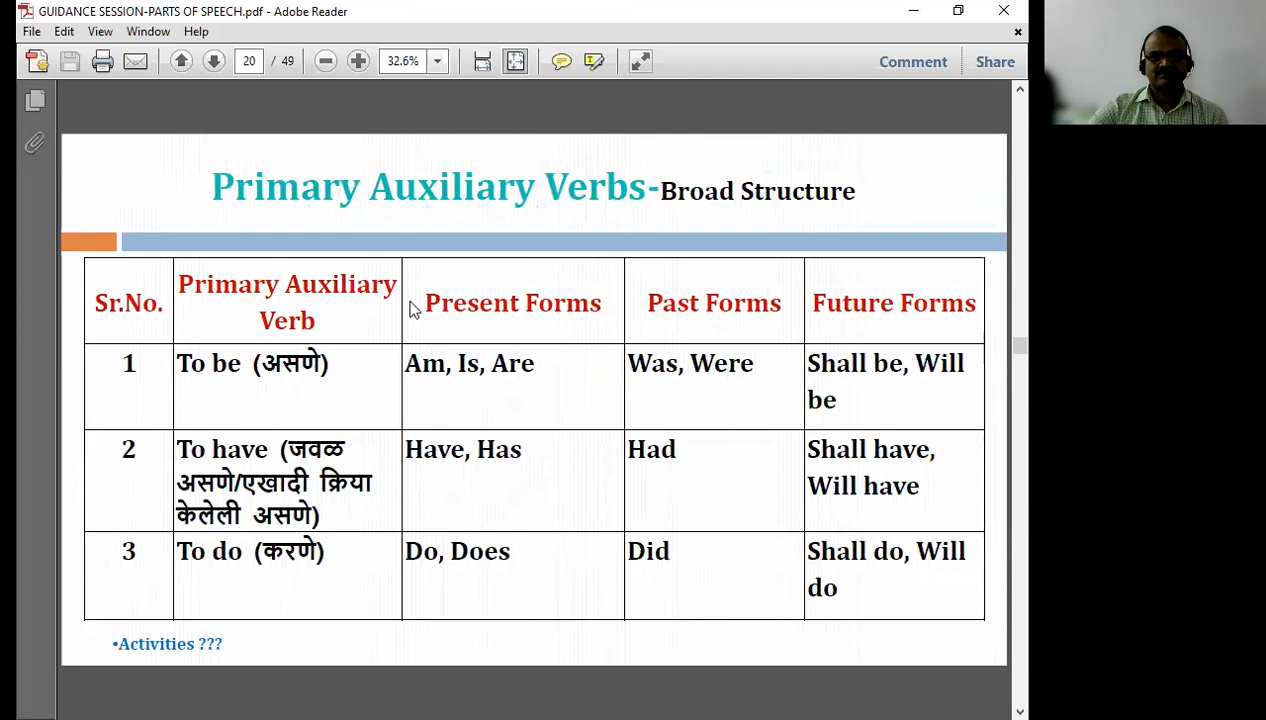 GUIDANCE SESSION-PARTS OF SPEECH.pdf - Adobe Reader
File Edit View Window Help
20 / 49 32.6% Comment Share
Primary Auxiliary Verbs-Broad Structure
Sr.No. Primary Auxiliary Verb Present Forms Past Forms Future Forms
1 To be (असणे) Am, Is, Are Was, Were Shall be, Will
be
2 To have (जवळ Have, Has Had Shall have,
असणे/एखादी क्रिया Will have
केलेली असणे)
3 To do (करणे) Do, Does Did Shall do, Will
do
•Activities ???